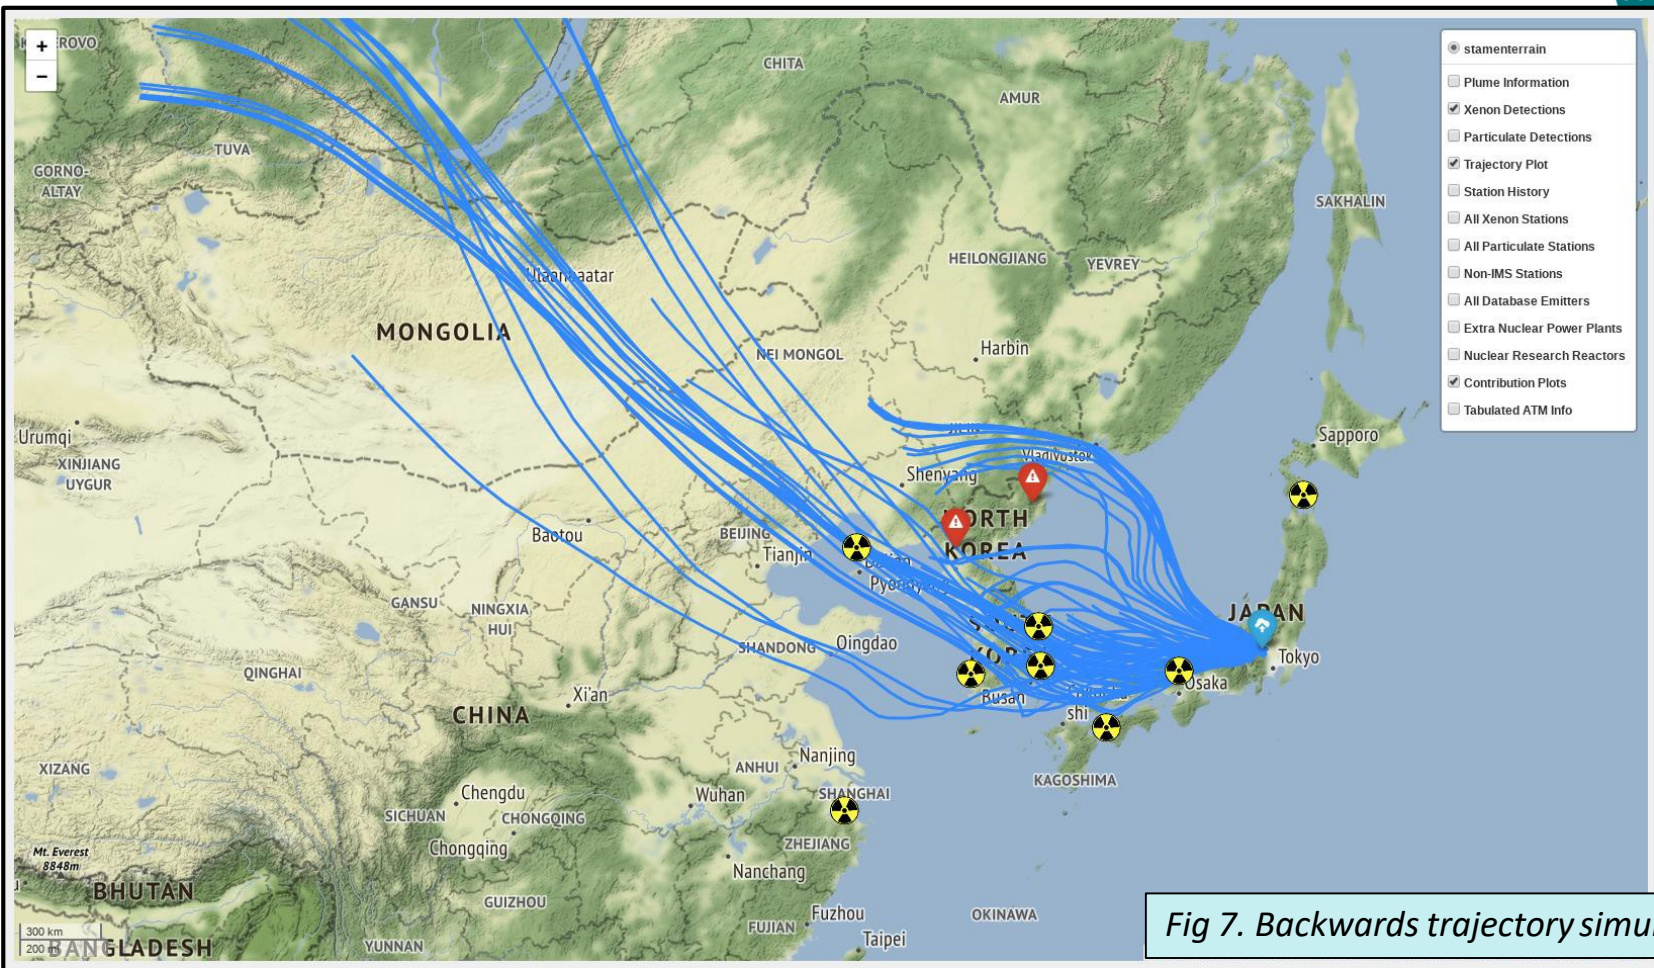 +
−
EROVO
CHITA
AMUR
SAKHALIN
TUVA
GORNO-
ALTAY
HEILONGJIANG
YEVREY
Ulaanbaatar
MONGOLIA
NEI MONGOL
Harbin
Urumqi
XINJIANG
UYGUR
Sapporo
Vladivostok
Shenyang
NORTH
KOREA
Baotou
BEIJING
Tianjin
GANSU
NINGXIA
HUI
SHANDONG
Qingdao
JAPAN
Tokyo
QINGHAI
Osaka
Busan
shi
Xi'an
CHINA
XIZANG
Nanjing
ANHUI
KAGOSHIMA
Chengdu
SICHUAN
CHONGQING
Wuhan
SHANGHAI
Chongqing
ZHEJIANG
Mt. Everest
8848m
Nanchang
BHUTAN
GUIZHOU
Fuzhou
FUJIAN
OKINAWA
300 km
BANGLADESH
YUNNAN
Taipei
stamenterrain
Plume Information
Xenon Detections
Particulate Detections
Trajectory Plot
Station History
All Xenon Stations
All Particulate Stations
Non-IMS Stations
All Database Emitters
Extra Nuclear Power Plants
Nuclear Research Reactors
Contribution Plots
Tabulated ATM Info
Fig 7. Backwards trajectory simu